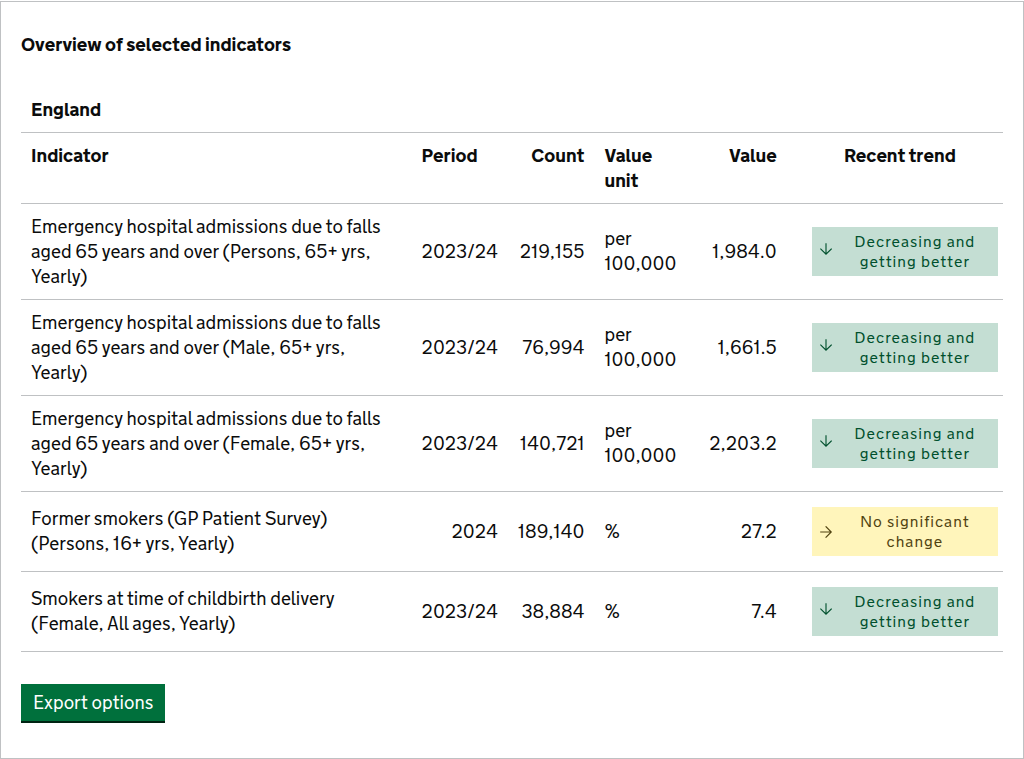 Overview of selected indicators
England
Indicator Period Count Value unit Value Recent trend
Emergency hospital admissions due to falls
aged 65 years and over (Persons, 65+ yrs,
Yearly)
2023/24 219,155 per 100,000 1,984.0 ↓ Decreasing and getting better
Emergency hospital admissions due to falls
aged 65 years and over (Male, 65+ yrs,
Yearly)
2023/24 76,994 per 100,000 1,661.5 ↓ Decreasing and getting better
Emergency hospital admissions due to falls
aged 65 years and over (Female, 65+ yrs,
Yearly)
2023/24 140,721 per 100,000 2,203.2 ↓ Decreasing and getting better
Former smokers (GP Patient Survey)
(Persons, 16+ yrs, Yearly)
2024 189,140 % 27.2 → No significant change
Smokers at time of childbirth delivery
(Female, All ages, Yearly)
2023/24 38,884 % 7.4 ↓ Decreasing and getting better
Export options